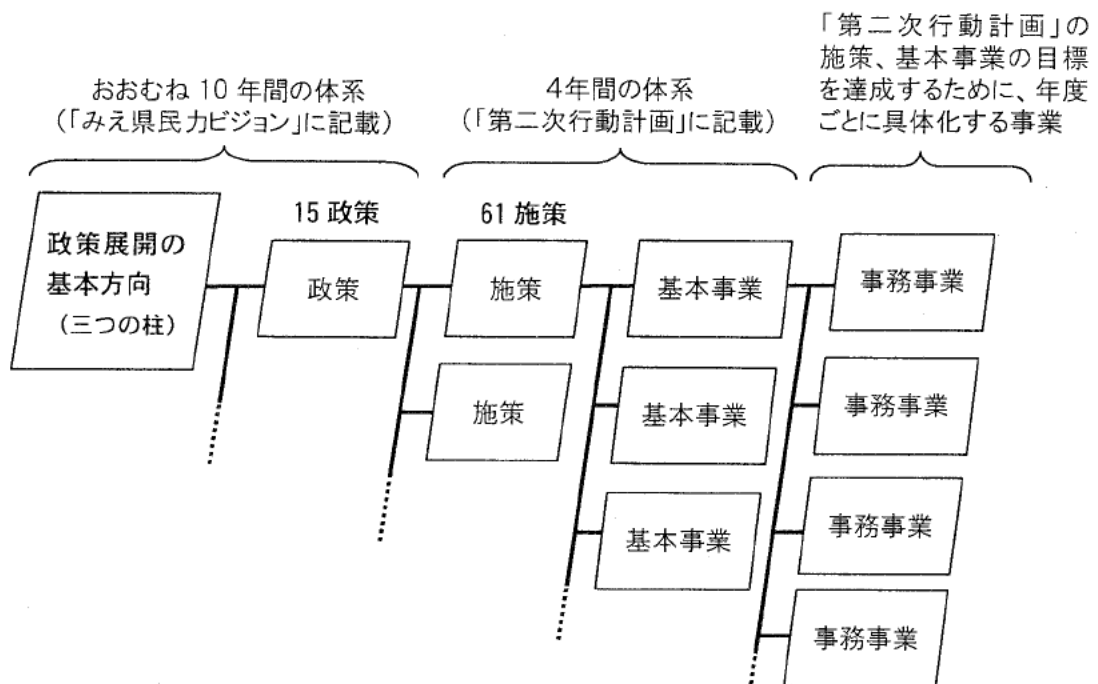 おおむね 10 年間の体系
(「みえ県民力ビジョン」に記載)
4年間の体系
(「第二次行動計画」に記載)
「第二次行動計画」の
施策、基本事業の目標
を達成するために、年度
ごとに具体化する事業
政策展開の
基本方向
(三つの柱)
15 政策
政策
61 施策
施策
施策
基本事業
基本事業
基本事業
事務事業
事務事業
事務事業
事務事業